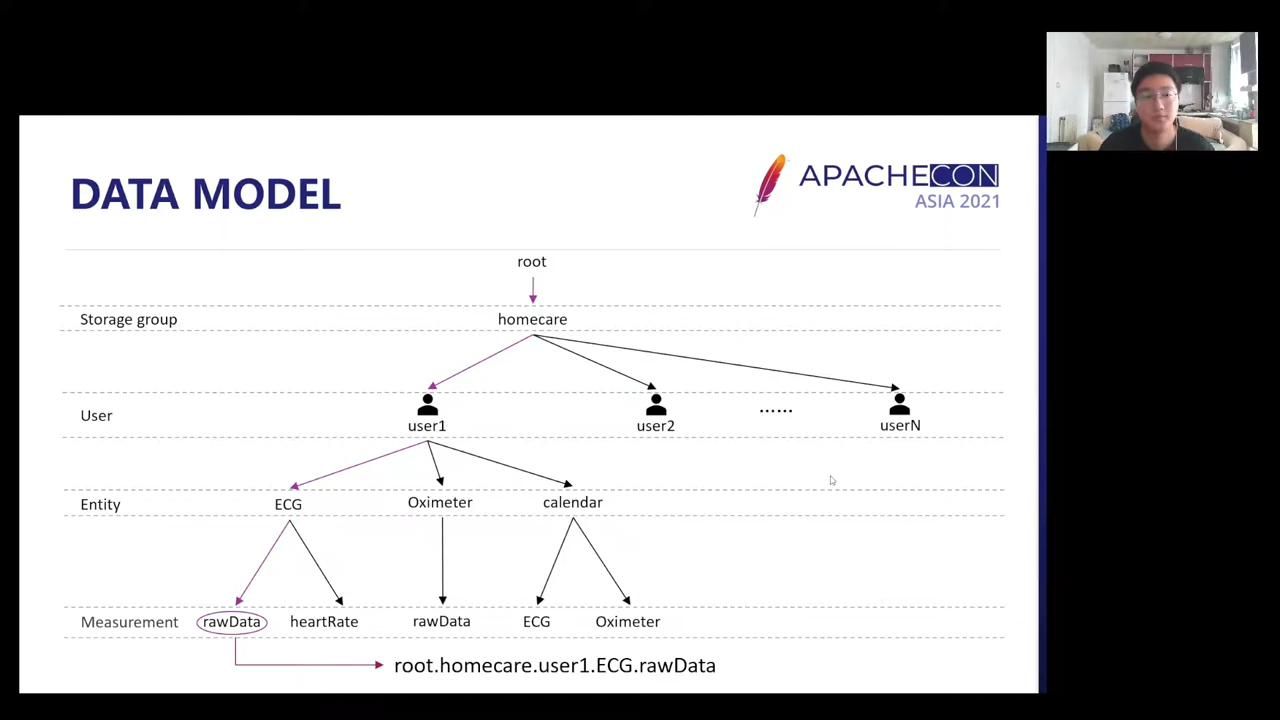 DATA MODEL
APACHECON
ASIA 2021
root
Storage group
homecare
User
user1
user2
......
userN
Entity
ECG
Oximeter
calendar
Measurement
rawData
heartRate
rawData
ECG
Oximeter
root.homecare.user1.ECG.rawData